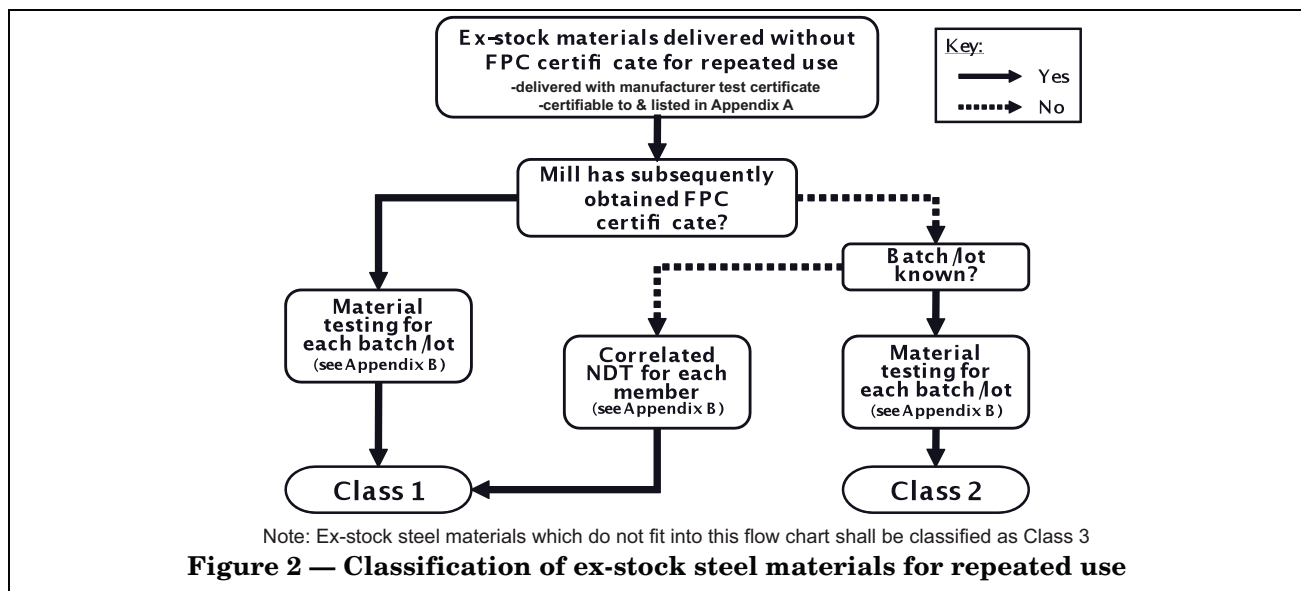 Ex-stock materials delivered without
FPC certifi cate for repeated use
-delivered with manufacturer test certificate
-certifiable to & listed in Appendix A
Key:
Yes
No
Mill has subsequently
obtained FPC
certifi cate?
Batch/lot
known?
Material
testing for
each batch/lot
(see Appendix B)
Correlated
NDT for each
member
(see Appendix B)
Material
testing for
each batch/lot
(see Appendix B)
Class 1
Class 2
Note: Ex-stock steel materials which do not fit into this flow chart shall be classified as Class 3
Figure 2 — Classification of ex-stock steel materials for repeated use